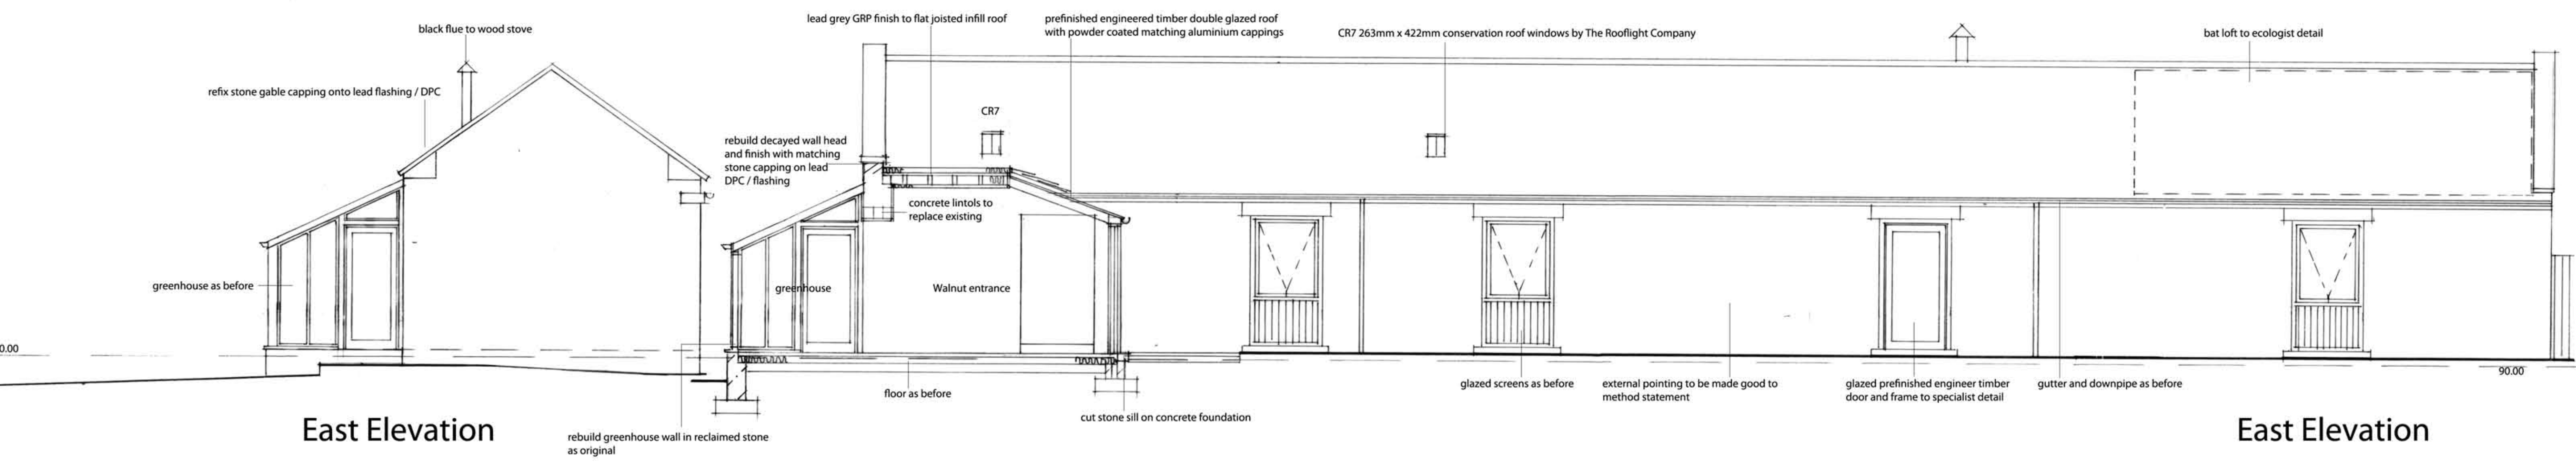 black flue to wood stove
refix stone gable capping onto lead flashing / DPC
greenhouse as before
0.00
East Elevation
lead grey GRP finish to flat joisted infill roof
prefinished engineered timber double glazed roof
with powder coated matching aluminium cappings
CR7 263mm x 422mm conservation roof windows by The Rooflight Company
bat loft to ecologist detail
CR7
rebuild decayed wall head
and finish with matching
stone capping on lead
DPC / flashing
concrete lintols to
replace existing
greenhouse
Walnut entrance
floor as before
cut stone sill on concrete foundation
rebuild greenhouse wall in reclaimed stone
as original
glazed screens as before
external pointing to be made good to
method statement
glazed prefinished engineer timber
door and frame to specialist detail
gutter and downpipe as before
90.00
East Elevation